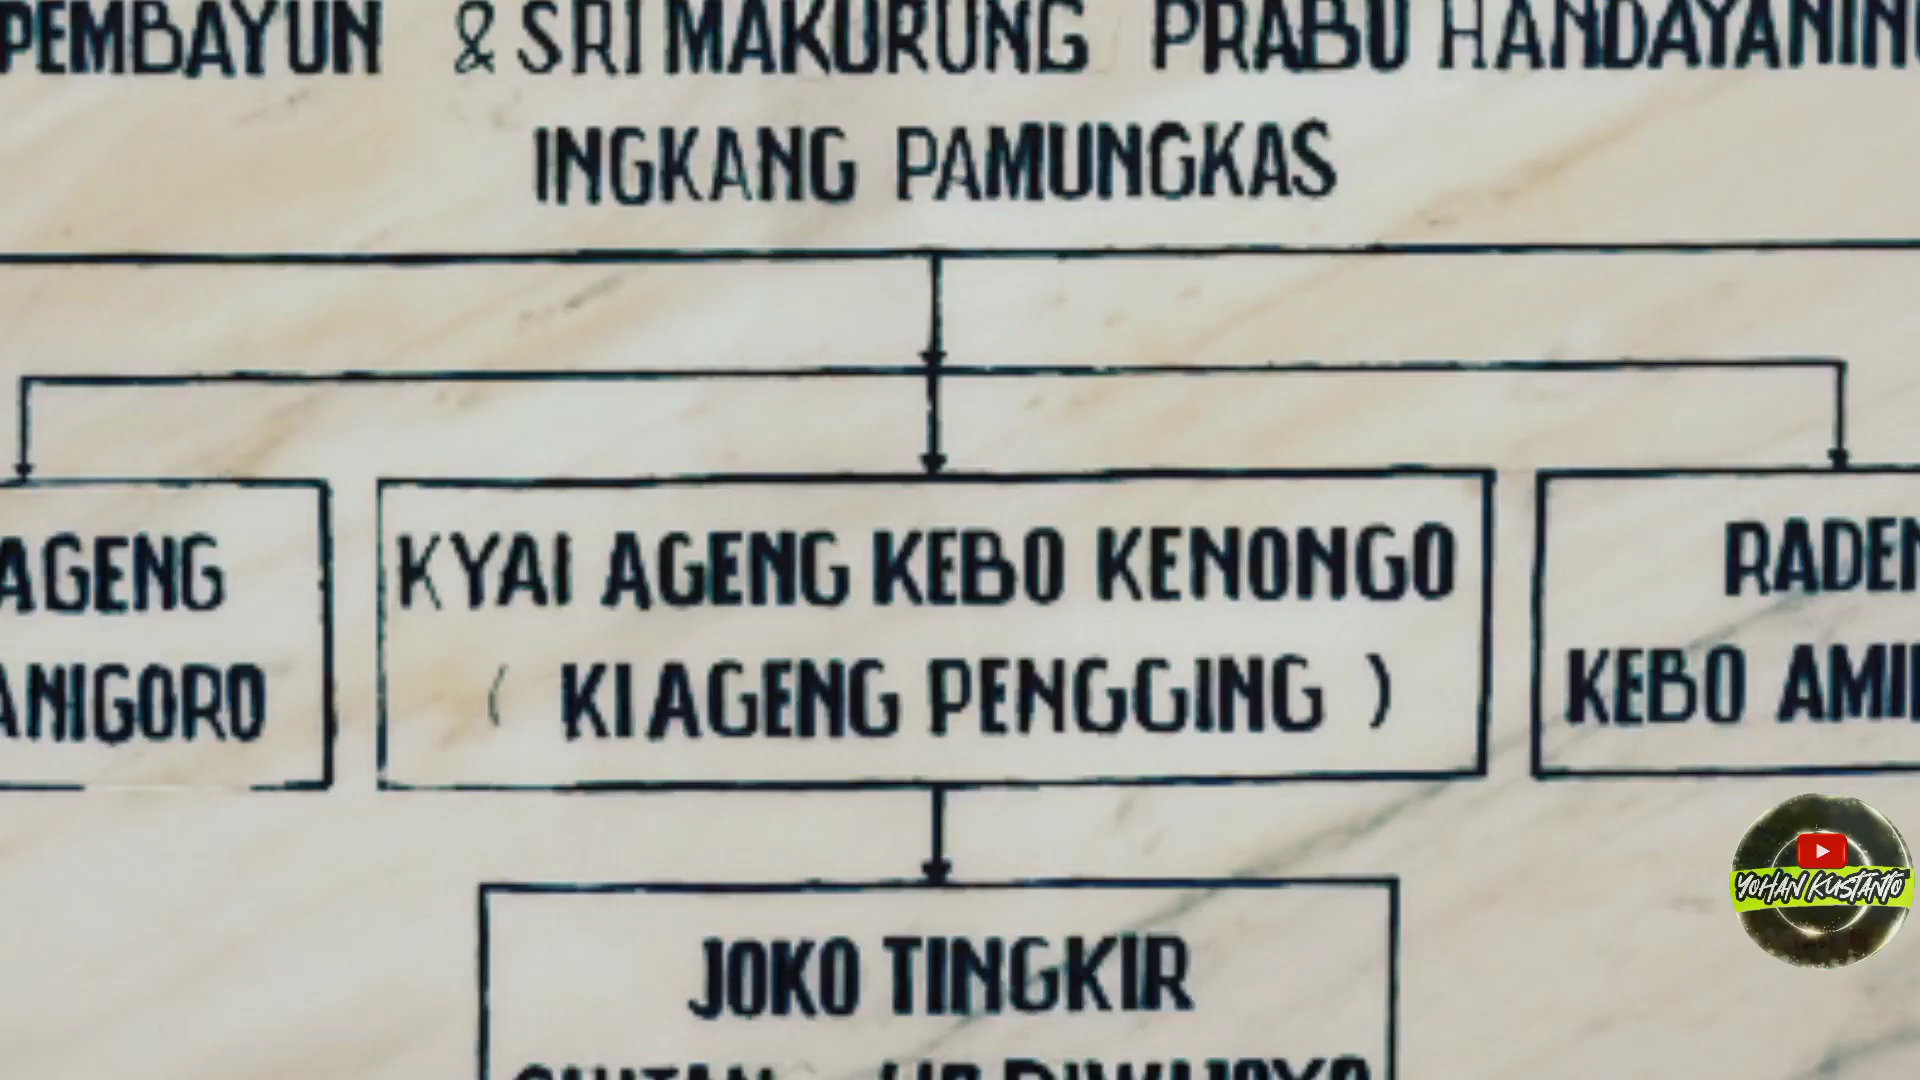 PEMBAYUN & SRI MAKURUNG PRABU HANDAYANING
INGKANG PAMUNGKAS
AGENG
ANIGORO
KYAI AGENG KEBO KENONGO
( KI AGENG PENGGING )
RADEN
KEBO AMI
JOKO TINGKIR
YOHAN KUSTANTO